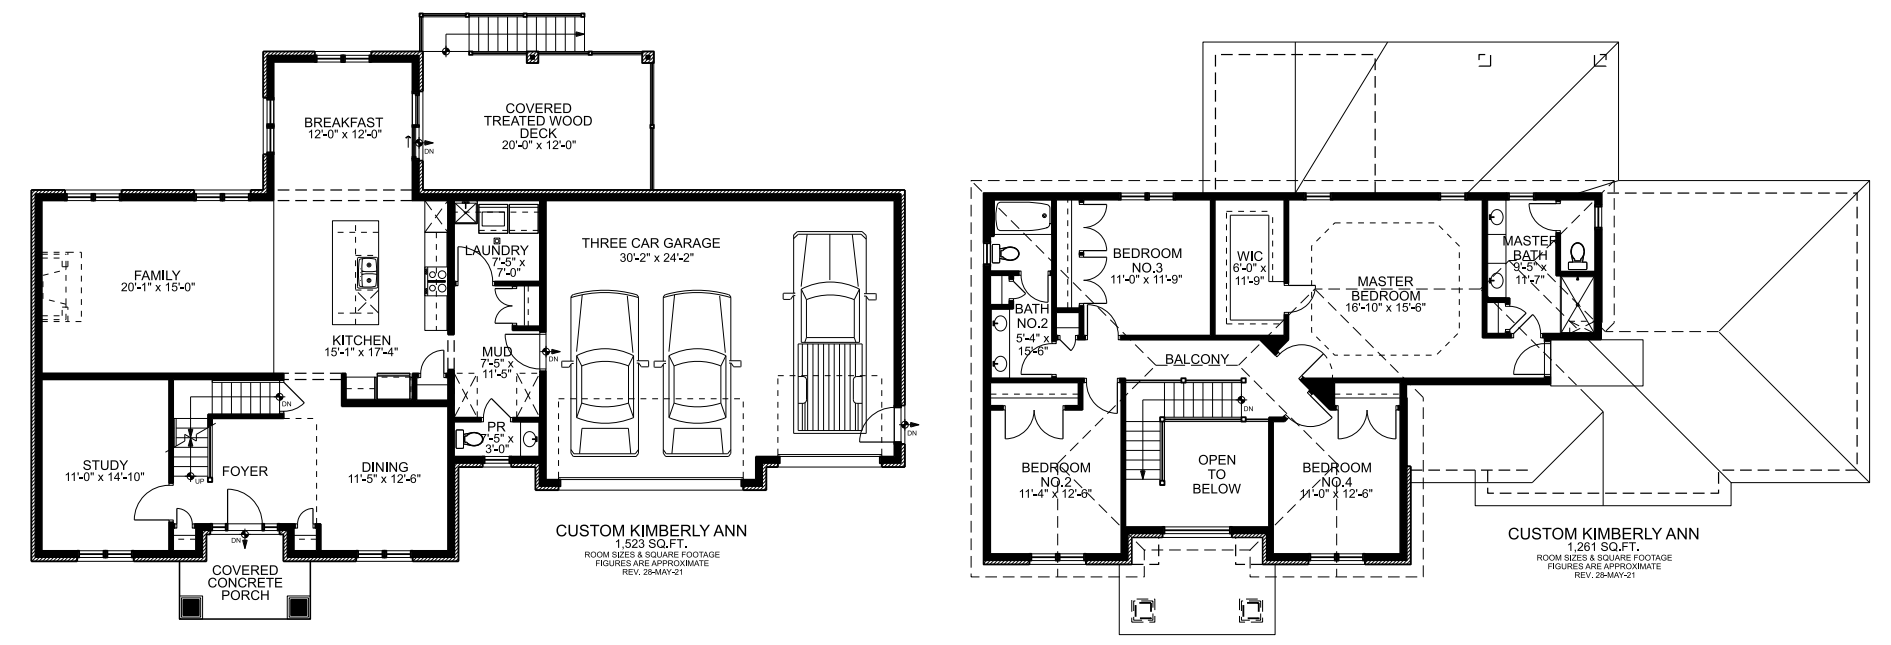 BREAKFAST
12'-0" x 12'-0"
COVERED
TREATED WOOD
DECK
20'-0" x 12'-0"
DN
FAMILY
20'-1" x 15'-0"
KITCHEN
15'-1" x 17'-4"
LAUNDRY
7'-5" x
7'-0"
MUD
7'-5" x
11'-5"
DN
THREE CAR GARAGE
30'-2" x 24'-2"
DN
PR
7'-5" x
3'-0"
STUDY
11'-0" x 14'-10"
DN
UP
FOYER
DINING
11'-5" x 12'-6"
DN
COVERED
CONCRETE
PORCH
CUSTOM KIMBERLY ANN
1,523 SQ.FT.
ROOM SIZES & SQUARE FOOTAGE
FIGURES ARE APPROXIMATE
REV. 28-MAY-21
BEDROOM
NO.3
11'-0" x 11'-9"
WIC
6'-0" x
11'-9"
MASTER
BEDROOM
16'-10" x 15'-6"
MASTER
BATH
9'-5" x
11'-7"
BATH
NO.2
5'-4" x
15'-6"
BALCONY
DN
BEDROOM
NO.2
11'-4" x 12'-6"
OPEN
TO
BELOW
BEDROOM
NO.4
11'-0" x 12'-6"
CUSTOM KIMBERLY ANN
1,261 SQ.FT.
ROOM SIZES & SQUARE FOOTAGE
FIGURES ARE APPROXIMATE
REV. 28-MAY-21